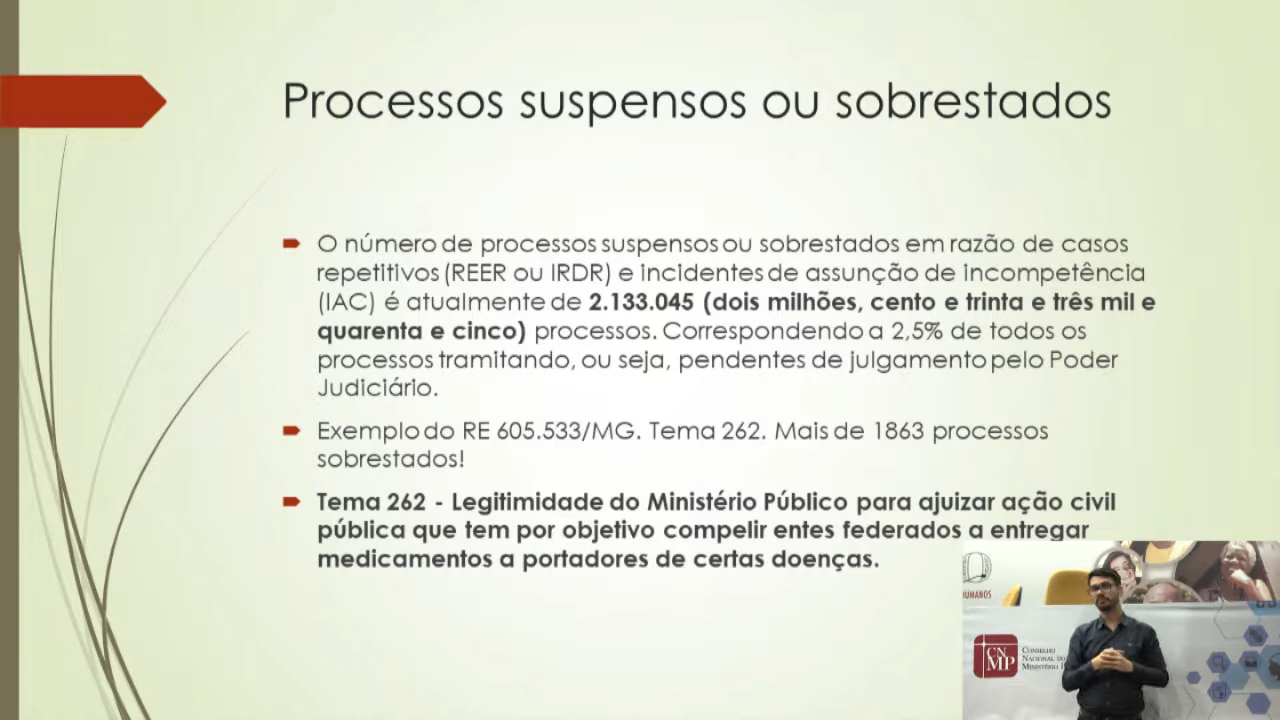 Processos suspensos ou sobrestados
O número de processos suspensos ou sobrestados em razão de casos
repetitivos (REER ou IRDR) e incidentes de assunção de incompetência
(IAC) é atualmente de 2.133.045 (dois milhões, cento e trinta e três mil e
quarenta e cinco) processos. Correspondendo a 2,5% de todos os
processos tramitando, ou seja, pendentes de julgamento pelo Poder
Judiciário.
Exemplo do RE 605.533/MG. Tema 262. Mais de 1863 processos
sobrestados!
Tema 262 - Legitimidade do Ministério Público para ajuizar ação civil
pública que tem por objetivo compelir entes federados a entregar
medicamentos a portadores de certas doenças.
UMANOS
CN
MP
CONSELHO
NACIONAL DO
MINISTÉRIO P